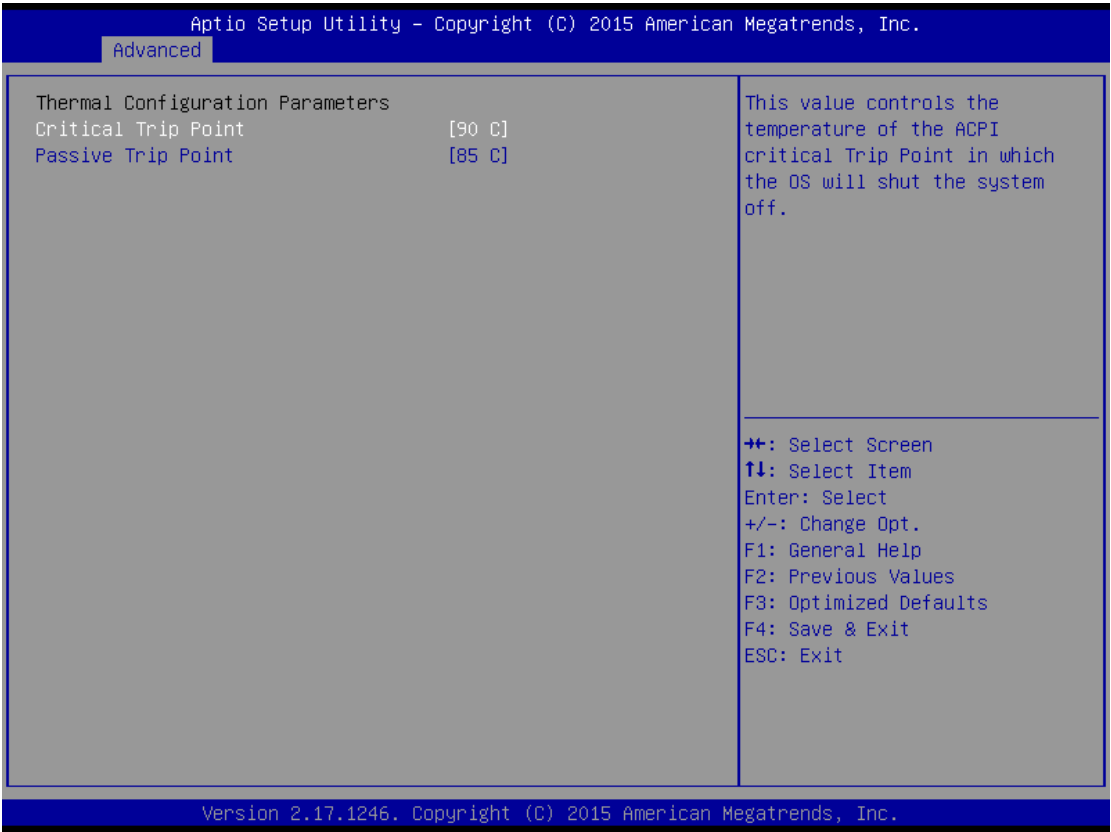 Aptio Setup Utility – Copyright (C) 2015 American Megatrends, Inc.
Advanced
Thermal Configuration Parameters
Critical Trip Point [90 C]
Passive Trip Point [85 C]
This value controls the
temperature of the ACPI
critical Trip Point in which
the OS will shut the system
off.
→←: Select Screen
↑↓: Select Item
Enter: Select
+/-: Change Opt.
F1: General Help
F2: Previous Values
F3: Optimized Defaults
F4: Save & Exit
ESC: Exit
Version 2.17.1246. Copyright (C) 2015 American Megatrends, Inc.